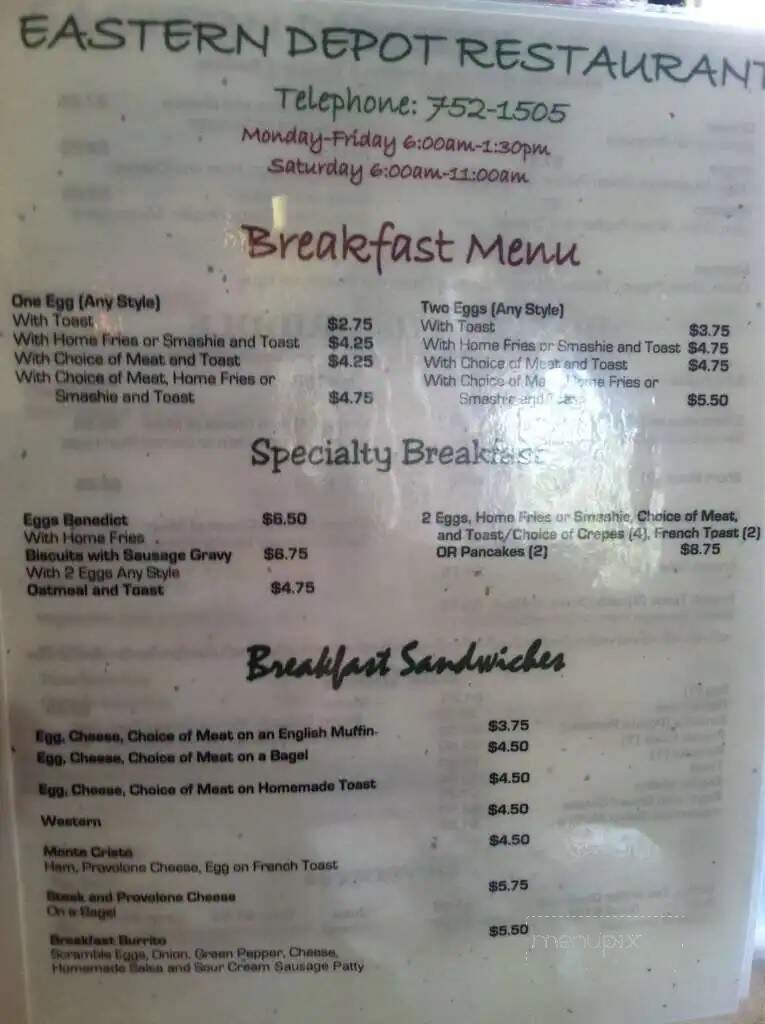 EASTERN DEPOT RESTAURANT
Telephone: 752-1505
Monday-Friday 6:00am-1:30pm
Saturday 6:00am-11:00am
Breakfast Menu
One Egg (Any Style)
With Toast $2.75
With Home Fries or Smashie and Toast $4.25
With Choice of Meat and Toast $4.25
With Choice of Meat, Home Fries or
Smashie and Toast $4.75
Two Eggs (Any Style)
With Toast $3.75
With Home Fries or Smashie and Toast $4.75
With Choice of Meat and Toast $4.75
With Choice of Home Fries or
Smashie and $5.50
Specialty Breakfast
Eggs Benedict $6.50
With Home Fries
Biscuits with Sausage Gravy $6.75
With 2 Eggs Any Style
Oatmeal and Toast $4.75
2 Eggs, Home Fries or Smashie, Choice of Meat,
and Toast/Choice of Crepes (4), French Toast (2)
OR Pancakes (2) $8.75
Breakfast Sandwiches
Egg, Cheese, Choice of Meat on an English Muffin $3.75
Egg, Cheese, Choice of Meat on a Bagel $4.50
Egg, Cheese, Choice of Meat on Homemade Toast $4.50
Western $4.50
Monte Cristo $4.50
Ham, Provolone Cheese, Egg on French Toast
Steak and Provolone Cheese $5.75
On a Bagel
Breakfast Burrito $5.50
Scramble Eggs, Onion, Green Pepper, Cheese,
Homemade Salsa and Sour Cream Sausage Patty
menupix